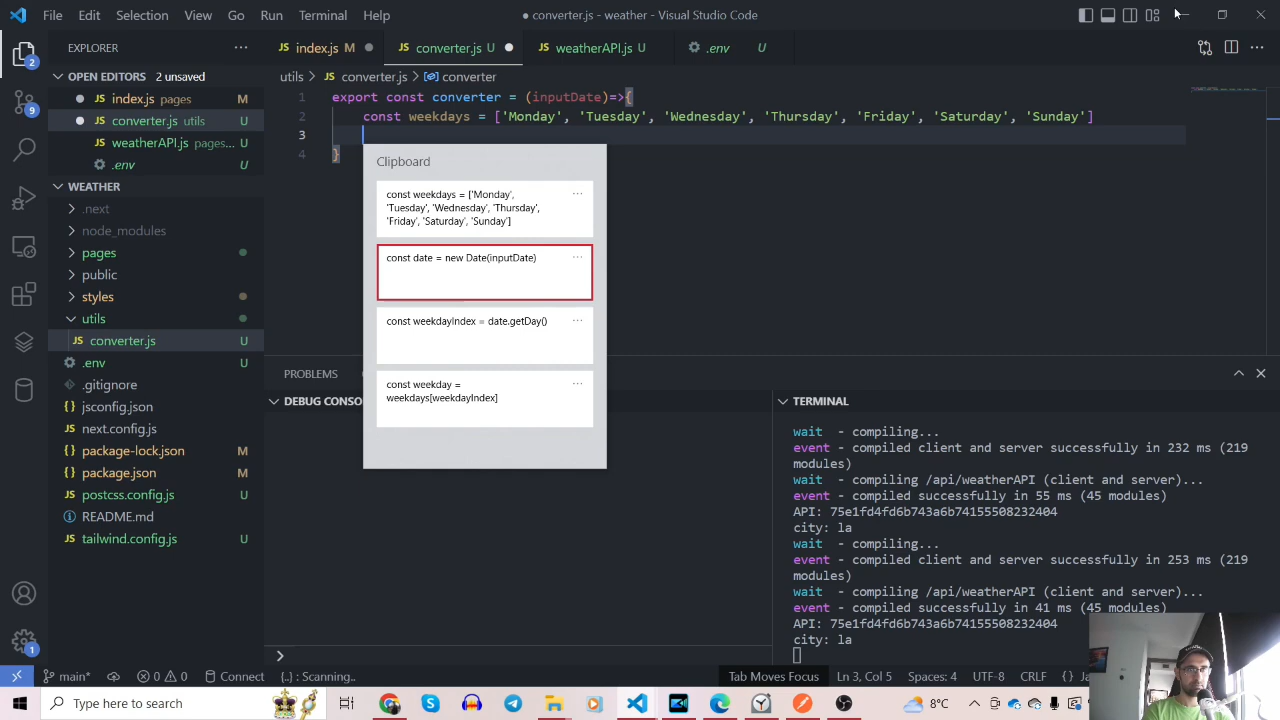 File Edit Selection View Go Run Terminal Help
● converter.js - weather - Visual Studio Code
EXPLORER
JS index.js M
JS converter.js U
JS weatherAPI.js U
.env U
OPEN EDITORS 2 unsaved
utils > JS converter.js > converter
JS index.js pages M
JS converter.js utils U
JS weatherAPI.js pages... U
.env U
WEATHER
.next
node_modules
pages
public
styles
utils
JS converter.js U
.env U
.gitignore
jsconfig.json
next.config.js
package-lock.json M
package.json M
postcss.config.js U
README.md
tailwind.config.js U
2
9
1
1 export const converter = (inputDate)=>{
2 const weekdays = ['Monday', 'Tuesday', 'Wednesday', 'Thursday', 'Friday', 'Saturday', 'Sunday']
3
4 }
Clipboard
const weekdays = ['Monday',
'Tuesday', 'Wednesday', 'Thursday',
'Friday', 'Saturday', 'Sunday']
const date = new Date(inputDate)
const weekdayIndex = date.getDay()
const weekday =
weekdays[weekdayIndex]
PROBLEMS
DEBUG CONSO
TERMINAL
wait - compiling...
event - compiled client and server successfully in 232 ms (219
modules)
wait - compiling /api/weatherAPI (client and server)...
event - compiled successfully in 55 ms (45 modules)
API: 75e1fd4fd6b743a6b74155508232404
city: la
wait - compiling...
event - compiled client and server successfully in 253 ms (219
modules)
wait - compiling /api/weatherAPI (client and server)...
event - compiled successfully in 41 ms (45 modules)
API: 75e1fd4fd6b743a6b74155508232404
city: la
main* 0 0 Connect {..} : Scanning..
Tab Moves Focus Ln 3, Col 5 Spaces: 4 UTF-8 CRLF { } Ja
Type here to search
8°C